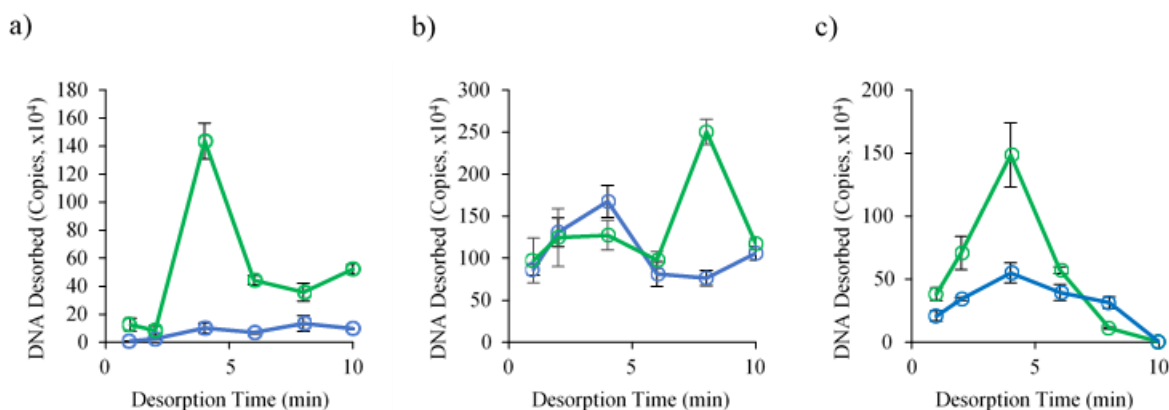 a)
DNA Desorbed (Copies, x10⁴)
180
160
140
120
100
80
60
40
20
0
0 5 10
Desorption Time (min)
b)
DNA Desorbed (Copies, x10⁴)
300
250
200
150
100
50
0
0 5 10
Desorption Time (min)
c)
DNA Desorbed (Copies, x10⁴)
200
150
100
50
0
0 5 10
Desorption Time (min)